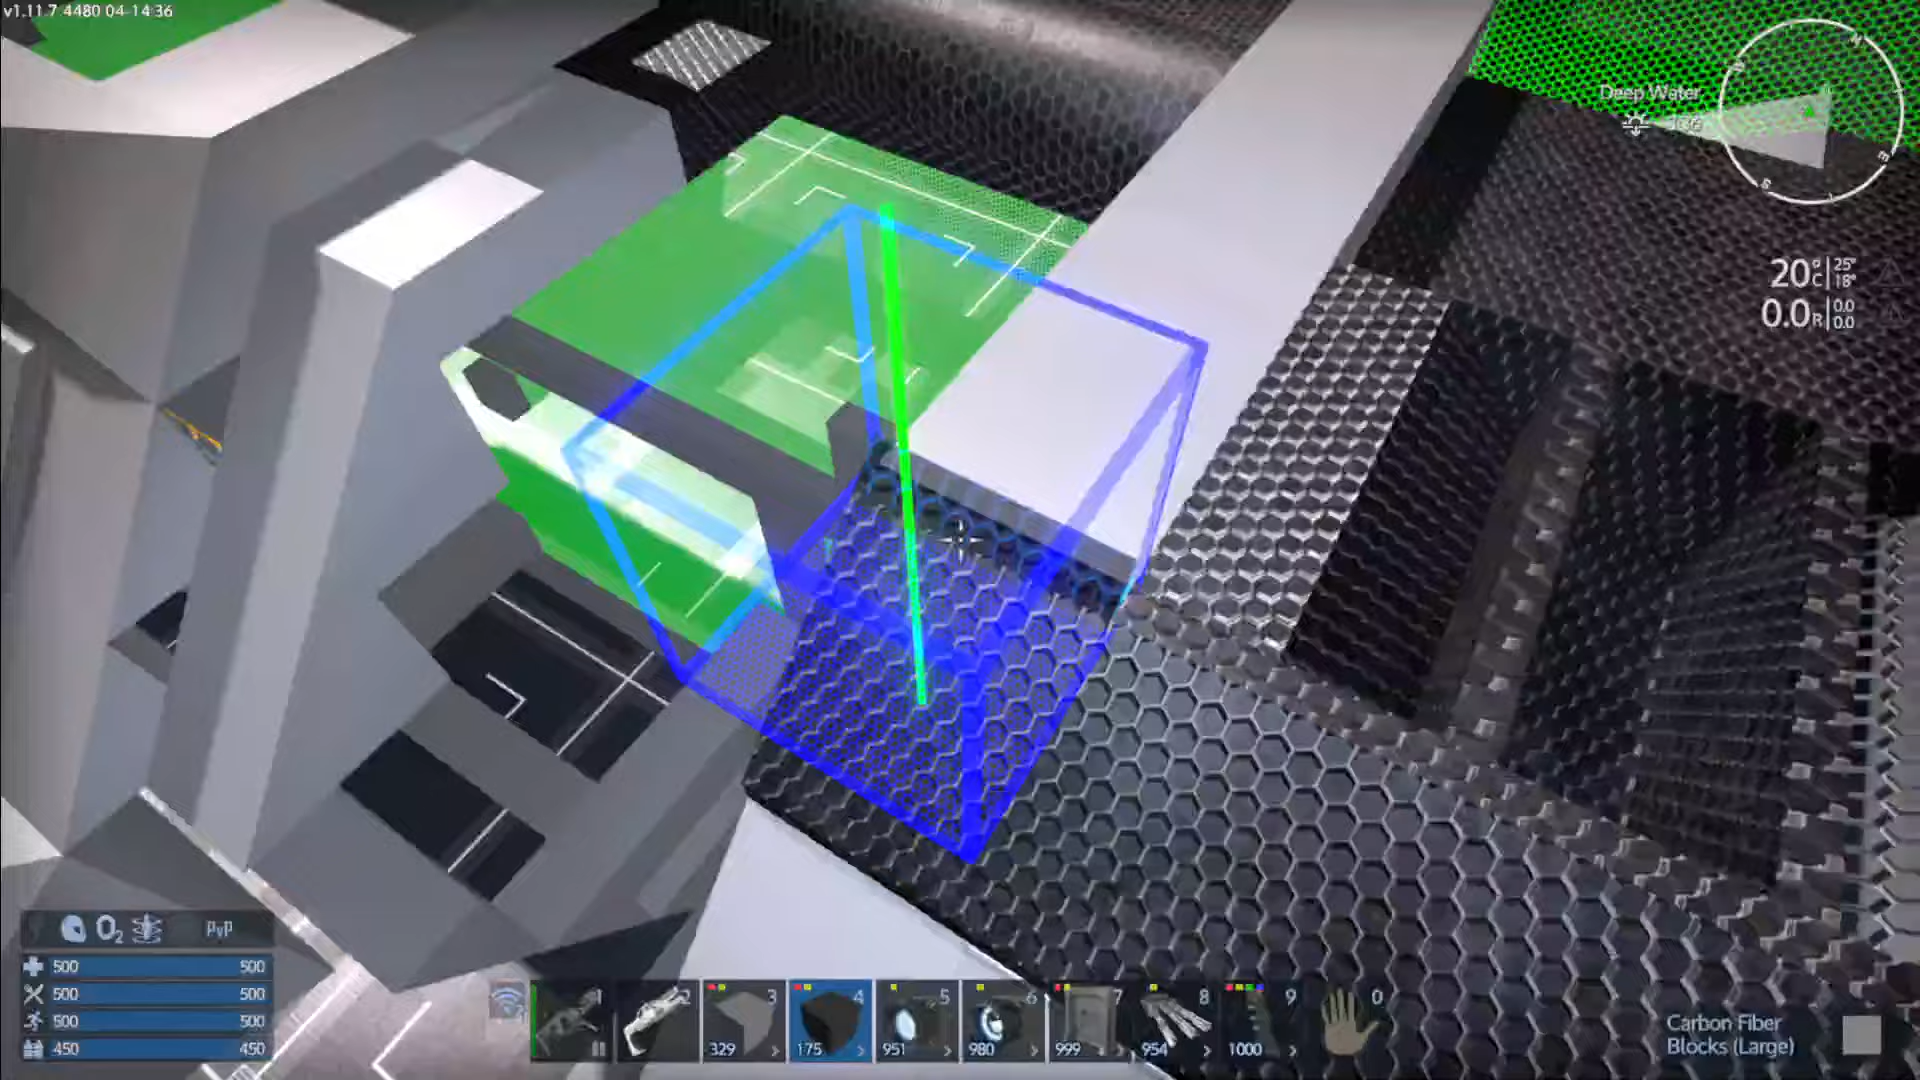 v1.11.7 4480 04-14:36
N
E
S
Deep Water
20°C 25° 18°
0.0R 0.0 0.0
O2 PvP
500 500
500 500
500 500
450 450
1 2 3 4 5 6 7 8 9 0
329 175 951 980 999 954 1000
Carbon Fiber
Blocks (Large)